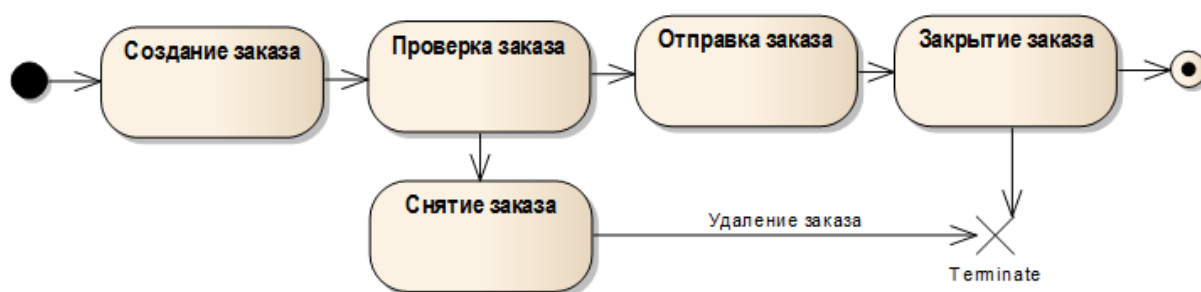 Создание заказа
Проверка заказа
Отправка заказа
Закрытие заказа
Снятие заказа
Удаление заказа
Terminate